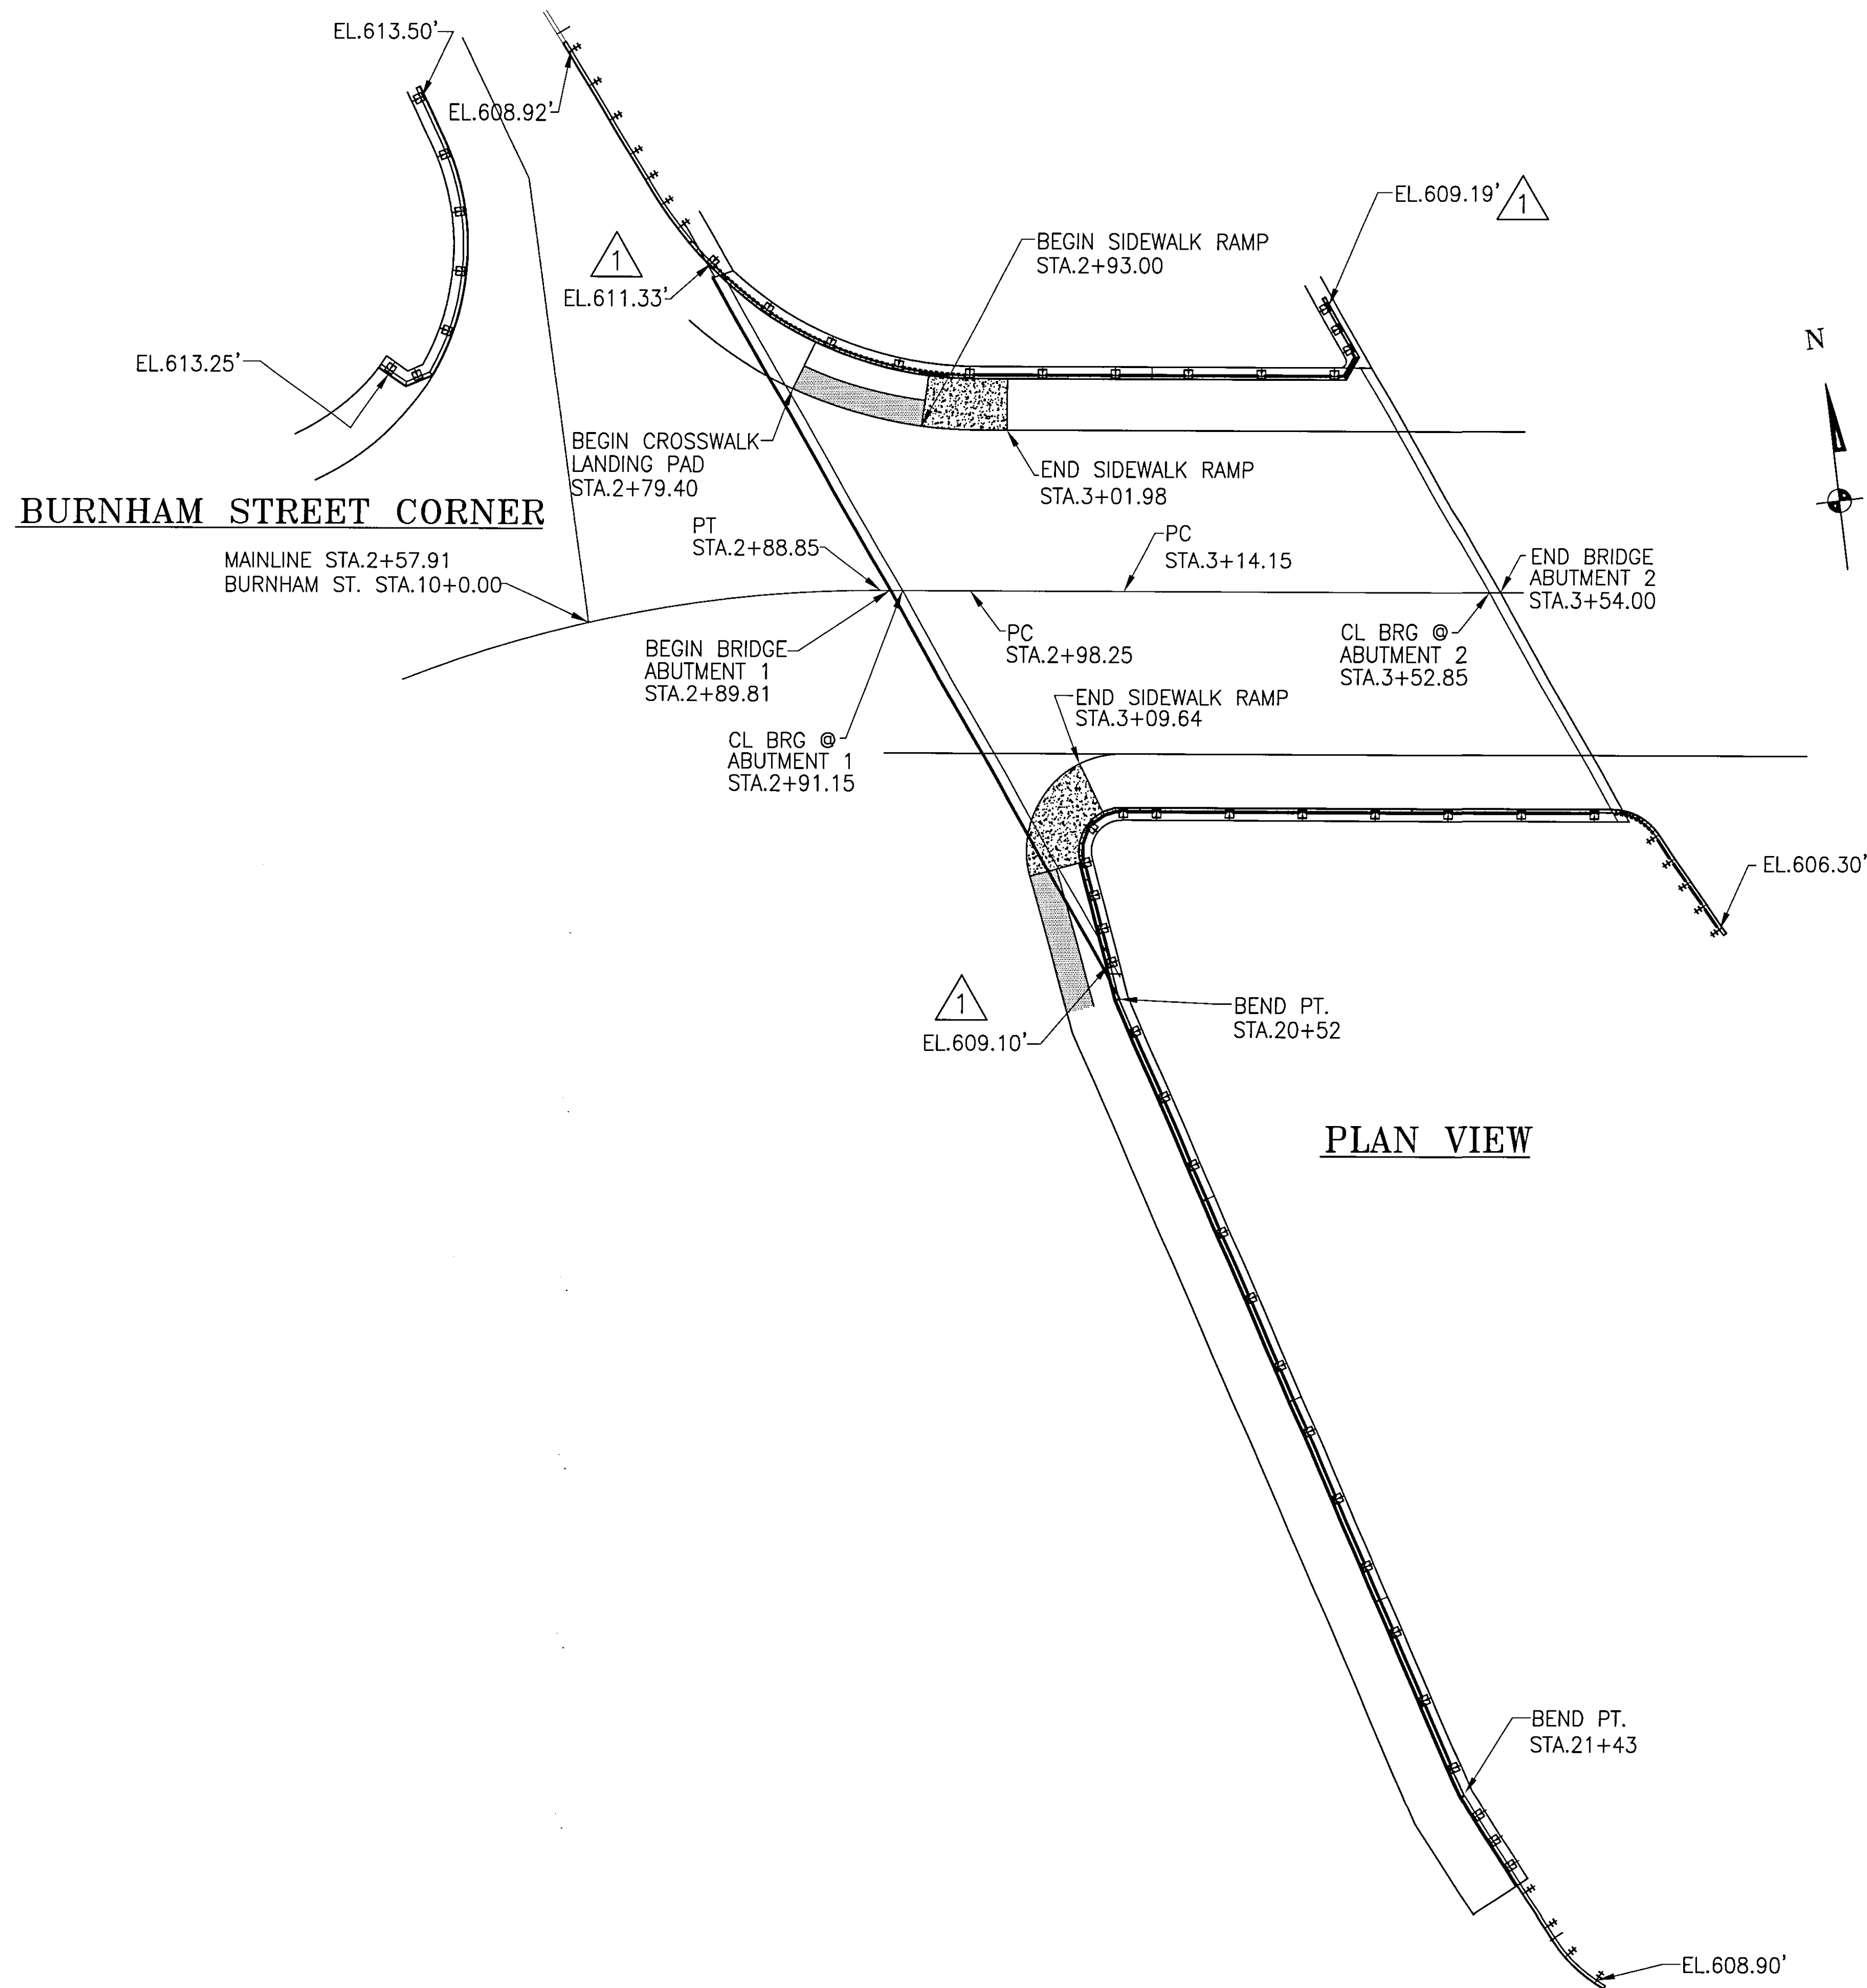 EL.613.50'
EL.608.92'
EL.609.19'
1
BEGIN SIDEWALK RAMP
STA.2+93.00
1
EL.611.33'
N
EL.613.25'
BEGIN CROSSWALK
LANDING PAD
STA.2+79.40
END SIDEWALK RAMP
STA.3+01.98
BURNHAM STREET CORNER
MAINLINE STA.2+57.91
BURNHAM ST. STA.10+0.00
PT
STA.2+88.85
PC
STA.3+14.15
END BRIDGE
ABUTMENT 2
STA.3+54.00
BEGIN BRIDGE
ABUTMENT 1
STA.2+89.81
PC
STA.2+98.25
CL BRG @
ABUTMENT 2
STA.3+52.85
END SIDEWALK RAMP
STA.3+09.64
CL BRG @
ABUTMENT 1
STA.2+91.15
EL.606.30'
1
EL.609.10'
BEND PT.
STA.20+52
PLAN VIEW
BEND PT.
STA.21+43
EL.608.90'